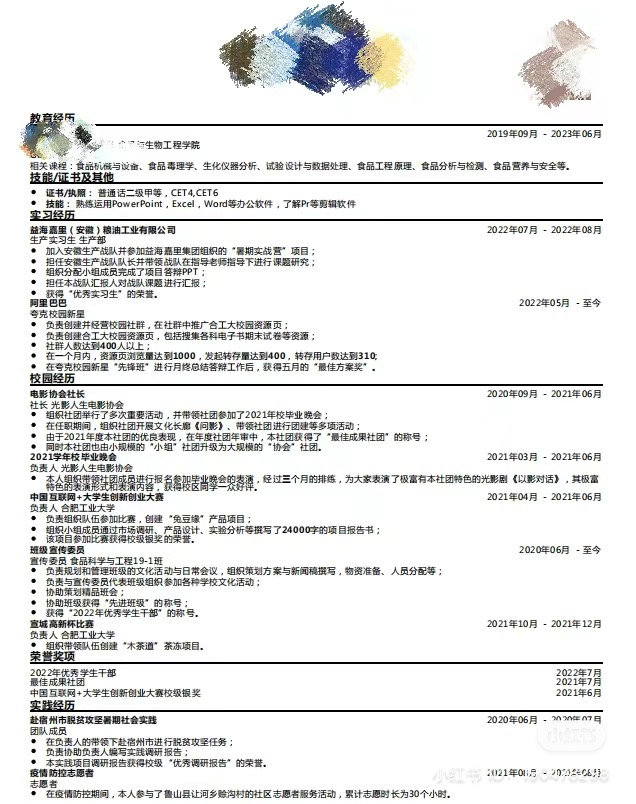 教育经历
2019年09月 - 2023年06月
与生物工程学院
相关课程：食品机械与设备、食品毒理学、生化仪器分析、试验设计与数据处理、食品工程原理、食品分析与检测、食品营养与安全等。
技能/证书及其他
● 证书/执照： 普通话二级甲等，CET4,CET6
● 技能： 熟练运用PowerPoint，Excel，Word等办公软件，了解Pr等剪辑软件
实习经历
益海嘉里（安徽）粮油工业有限公司 2022年07月 - 2022年08月
生产实习生 生产部
● 加入安徽生产战队并参加益海嘉里集团组织的“暑期实战营”项目；
● 担任安徽生产战队队长并带领战队在指导老师指导下进行课题研究；
● 组织分配小组成员完成了项目答辩PPT；
● 担任本战队汇报人对战队课题进行汇报；
● 获得“优秀实习生”的荣誉。
阿里巴巴 2022年05月 - 至今
夸克校园新星
● 负责创建并经营校园社群，在社群中推广合工大校园资源页；
● 负责创建合工大校园资源页，包括搜集各科电子书期末试卷等资源；
● 社群人数达到400人以上；
● 在一个月内，资源页浏览量达到1000，发起转存量达到400，转存用户数达到310;
● 在夸克校园新星“先锋班”进行月终总结答辩工作后，获得五月的“最佳方案奖”。
校园经历
电影协会社长 2020年09月 - 2021年06月
社长 光影人生电影协会
● 组织社团举行了多次重要活动，并带领社团参加了2021年校毕业晚会；
● 在任职期间，组织社团开展文化长廊《问影》、带领社团进行团建等多项活动；
● 由于2021年度本社团的优良表现，在年度社团年审中，本社团获得了“最佳成果社团”的称号；
● 同时本社团也由小规模的“小组”社团升级为大规模的“协会”社团。
2021学年校毕业晚会 2021年03月 - 2021年06月
负责人 光影人生电影协会
● 本人组织带领社团成员进行报名参加毕业晚会的表演，经过三个月的排练，为大家表演了极富有本社团特色的光影剧《以影对话》，其极富
特色的表演形式和表演内容，获得校区同学一众好评。
中国互联网+大学生创新创业大赛 2021年04月 - 2021年06月
负责人 合肥工业大学
● 负责组织队伍参加比赛，创建“兔豆缘”产品项目；
● 组织小组成员通过市场调研、产品设计、实验分析等撰写了24000字的项目报告书；
● 该项目参加比赛获得校级银奖的荣誉。
班级宣传委员 2020年06月 - 至今
宣传委员 食品科学与工程19-1班
● 负责规划和管理班级的文化活动与日常会议，组织策划方案与新闻稿撰写，物资准备、人员分配等；
● 负责与宣传委员代表班级组织参加各种学校文化活动；
● 协助策划精品班会；
● 协助班级获得“先进班级”的称号；
● 获得“2022年优秀学生干部”的称号。
宣城高新杯比赛 2021年10月 - 2021年12月
负责人 合肥工业大学
● 组织带领队伍创建“木茶道”茶冻项目。
荣誉奖项
2022年优秀学生干部 2022年7月
最佳成果社团 2021年7月
中国互联网+大学生创新创业大赛校级银奖 2021年6月
实践经历
赴宿州市脱贫攻坚暑期社会实践 2020年06月 - 2020年07月
团队成员
● 在负责人的带领下赴宿州市进行脱贫攻坚任务；
● 负责协助负责人编写实践调研报告；
● 本实践项目调研报告获得校级“优秀调研报告”的荣誉。
疫情防控志愿者 2021年08月 - 2021年08月
志愿者
● 在疫情防控期间，本人参与了鲁山县让河乡赊沟村的社区志愿者服务活动，累计志愿时长为30个小时。
小红书